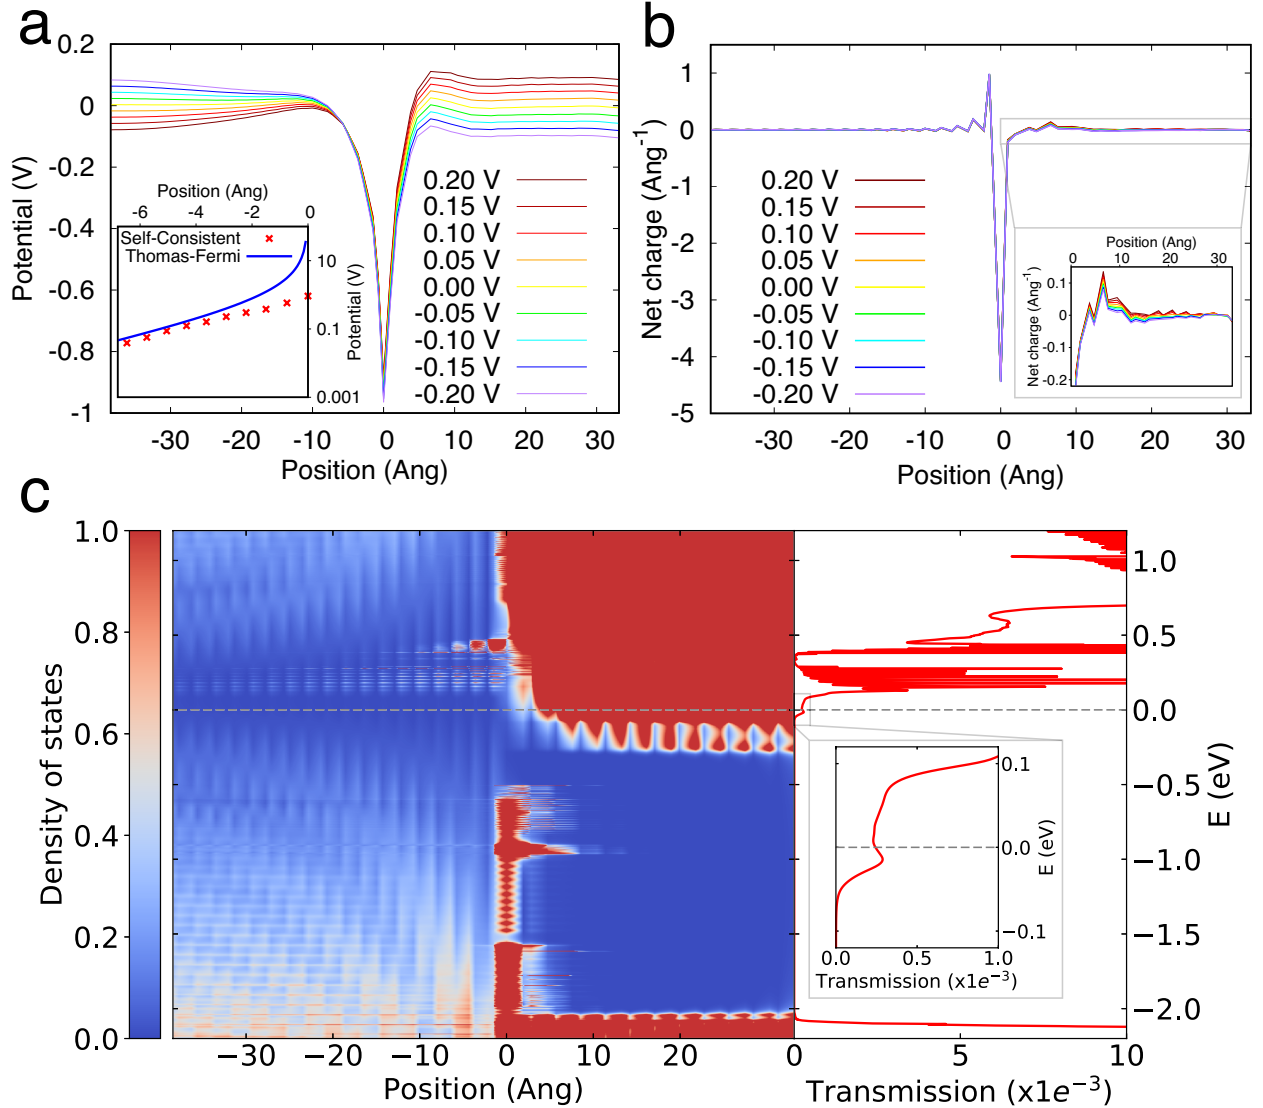 a
0.2
0
-0.2
-0.4
-0.6
-0.8
-1
Potential (V)
-30 -20 -10 0 10 20 30
Position (Ang)
0.20 V
0.15 V
0.10 V
0.05 V
0.00 V
-0.05 V
-0.10 V
-0.15 V
-0.20 V
Position (Ang)
-6 -4 -2 0
Self-Consistent
Thomas-Fermi
10
0.1
0.001
Potential (V)
b
1
0
-1
-2
-3
-4
-5
Net charge (Ang-1)
-30 -20 -10 0 10 20 30
Position (Ang)
0.20 V
0.15 V
0.10 V
0.05 V
0.00 V
-0.05 V
-0.10 V
-0.15 V
-0.20 V
Position (Ang)
0 5 10 20 30
0.1
0
-0.1
-0.2
Net charge (Ang-1)
c
1.0
0.8
0.6
0.4
0.2
0.0
Density of states
−30 −20 −10 0 10 20
Position (Ang)
0 5 10
Transmission (x1e−3)
1.0
0.5
0.0
−0.5
−1.0
−1.5
−2.0
E (eV)
0.1
0.0
−0.1
E (eV)
0.0 0.5 1.0
Transmission (x1e−3)